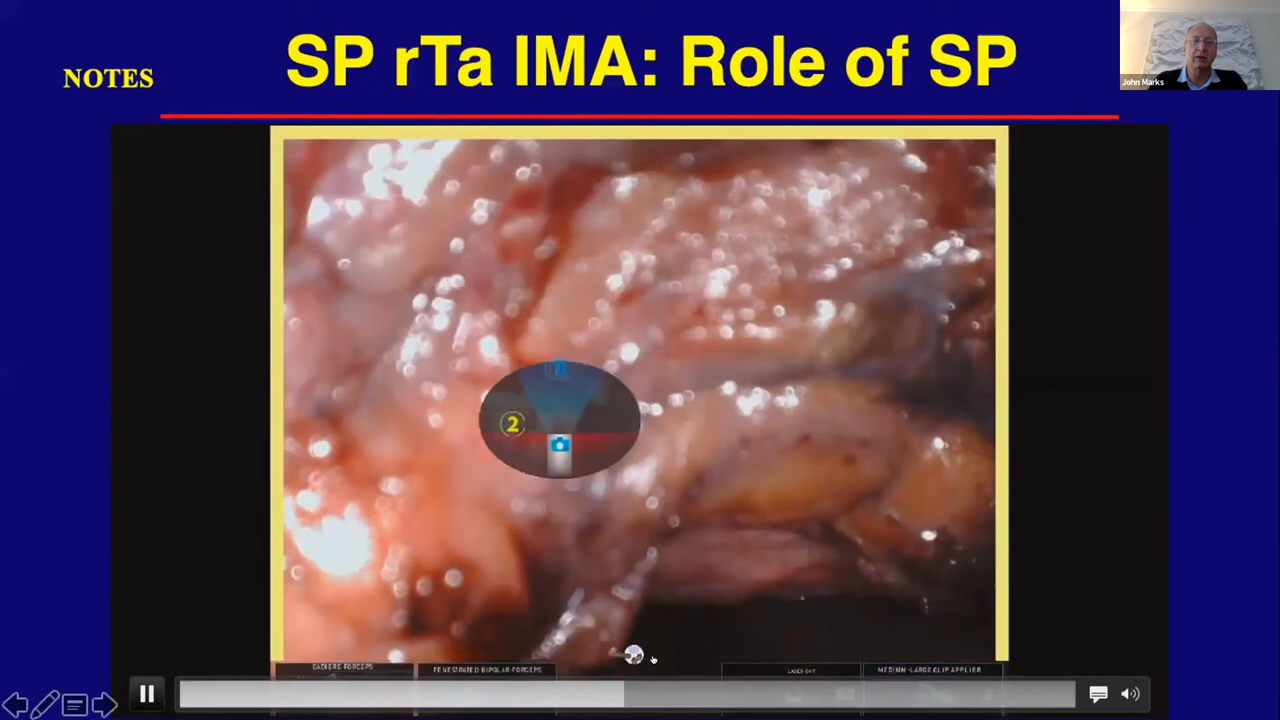 SP rTa IMA: Role of SP
NOTES
John Marks
2
CADIERE FORCEPS
FENESTRATED BIPOLAR FORCEPS
MEDIUM-LARGE CLIP APPLIER